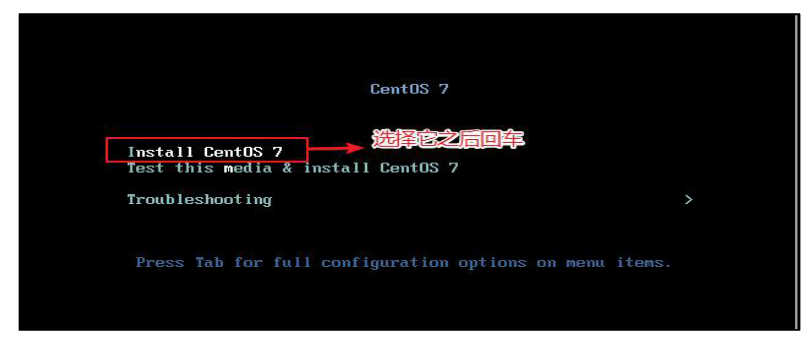 CentOS 7
选择它之后回车
Install CentOS 7
Test this media & install CentOS 7
Troubleshooting >
Press Tab for full configuration options on menu items.